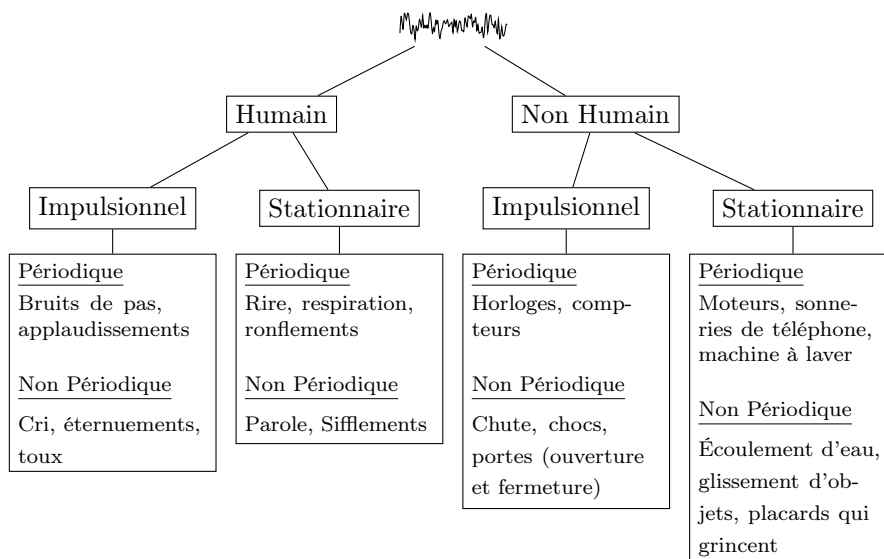 Humain
Non Humain
Impulsionnel
Stationnaire
Impulsionnel
Stationnaire
Périodique
Bruits de pas,
applaudissements
Non Périodique
Cri, éternuements,
toux
Périodique
Rire, respiration,
ronflements
Non Périodique
Parole, Sifflements
Périodique
Horloges, comp-
teurs
Non Périodique
Chute, chocs,
portes (ouverture
et fermeture)
Périodique
Moteurs, sonne-
ries de téléphone,
machine à laver
Non Périodique
Écoulement d'eau,
glissement d'ob-
jets, placards qui
grincent